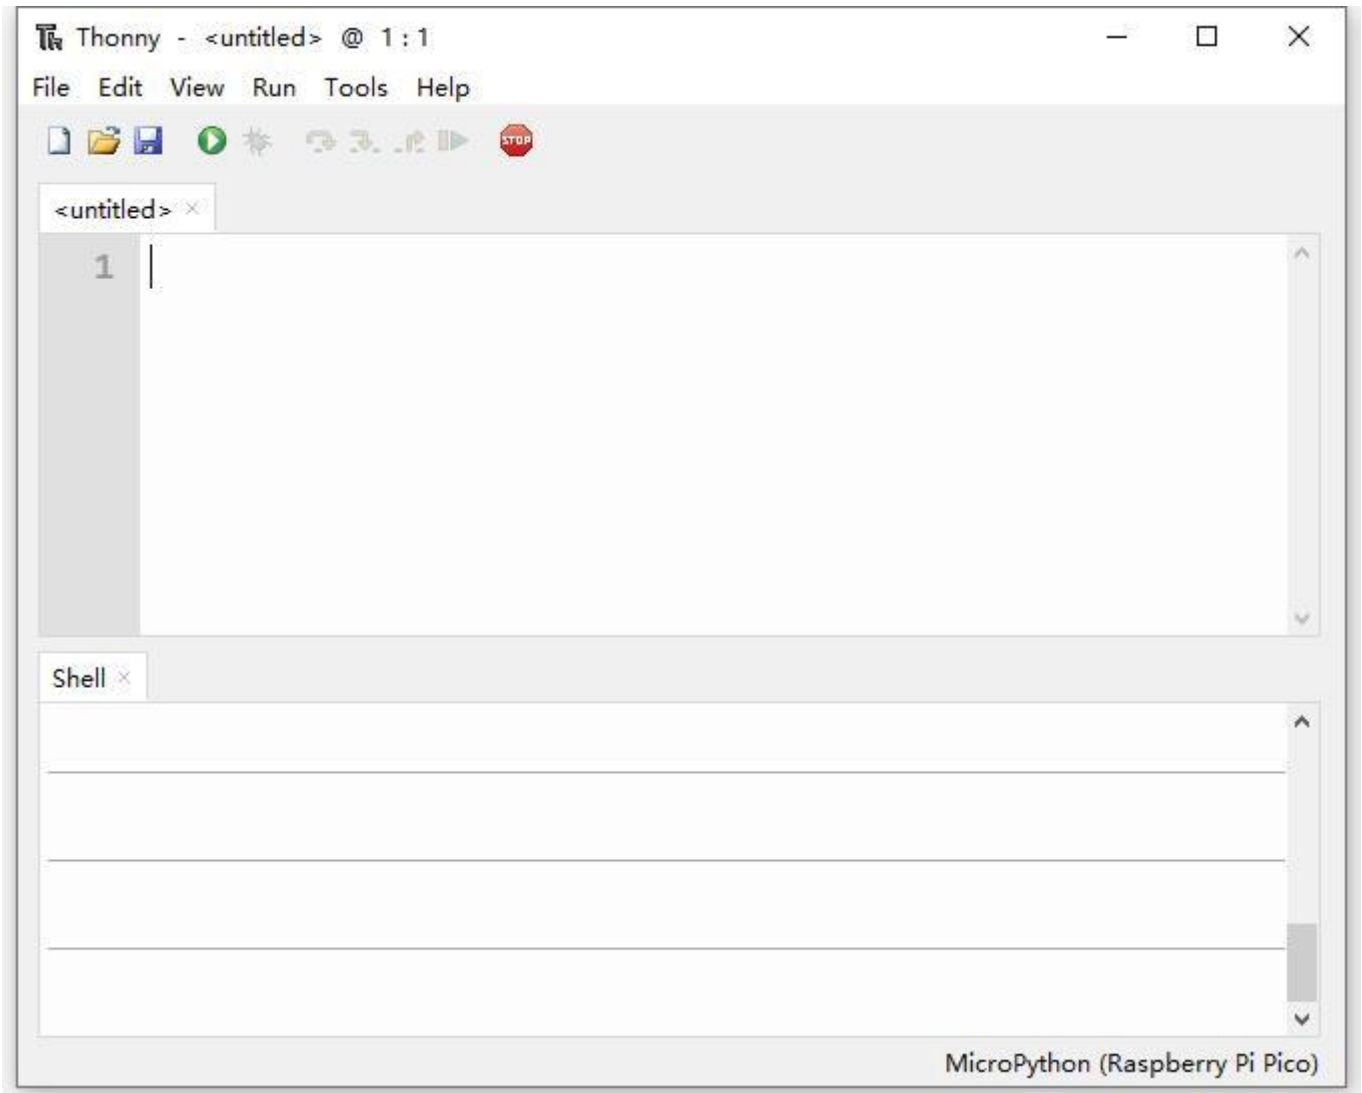 Thonny - <untitled> @ 1 : 1
File Edit View Run Tools Help
STOP
<untitled>
1
Shell
MicroPython (Raspberry Pi Pico)